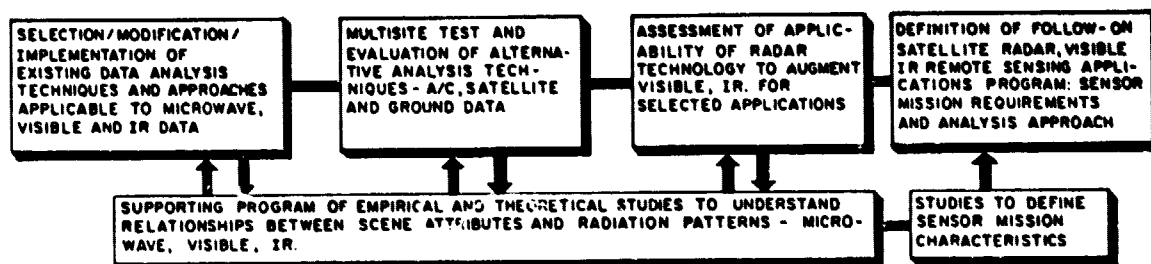 SELECTION/MODIFICATION/
IMPLEMENTATION OF
EXISTING DATA ANALYSIS
TECHNIQUES AND APPROACHES
APPLICABLE TO MICROWAVE,
VISIBLE AND IR DATA
MULTISITE TEST AND
EVALUATION OF ALTERNA-
TIVE ANALYSIS TECH-
NIQUES - A/C, SATELLITE
AND GROUND DATA
ASSESSMENT OF APPLIC-
ABILITY OF RADAR
TECHNOLOGY TO AUGMENT
VISIBLE, IR. FOR
SELECTED APPLICATIONS
DEFINITION OF FOLLOW-ON
SATELLITE RADAR, VISIBLE
IR REMOTE SENSING APPLI-
CATIONS PROGRAM: SENSOR
MISSION REQUIREMENTS
AND ANALYSIS APPROACH
SUPPORTING PROGRAM OF EMPIRICAL AND THEORETICAL STUDIES TO UNDERSTAND
RELATIONSHIPS BETWEEN SCENE ATTRIBUTES AND RADIATION PATTERNS - MICRO-
WAVE, VISIBLE, IR.
STUDIES TO DEFINE
SENSOR MISSION
CHARACTERISTICS